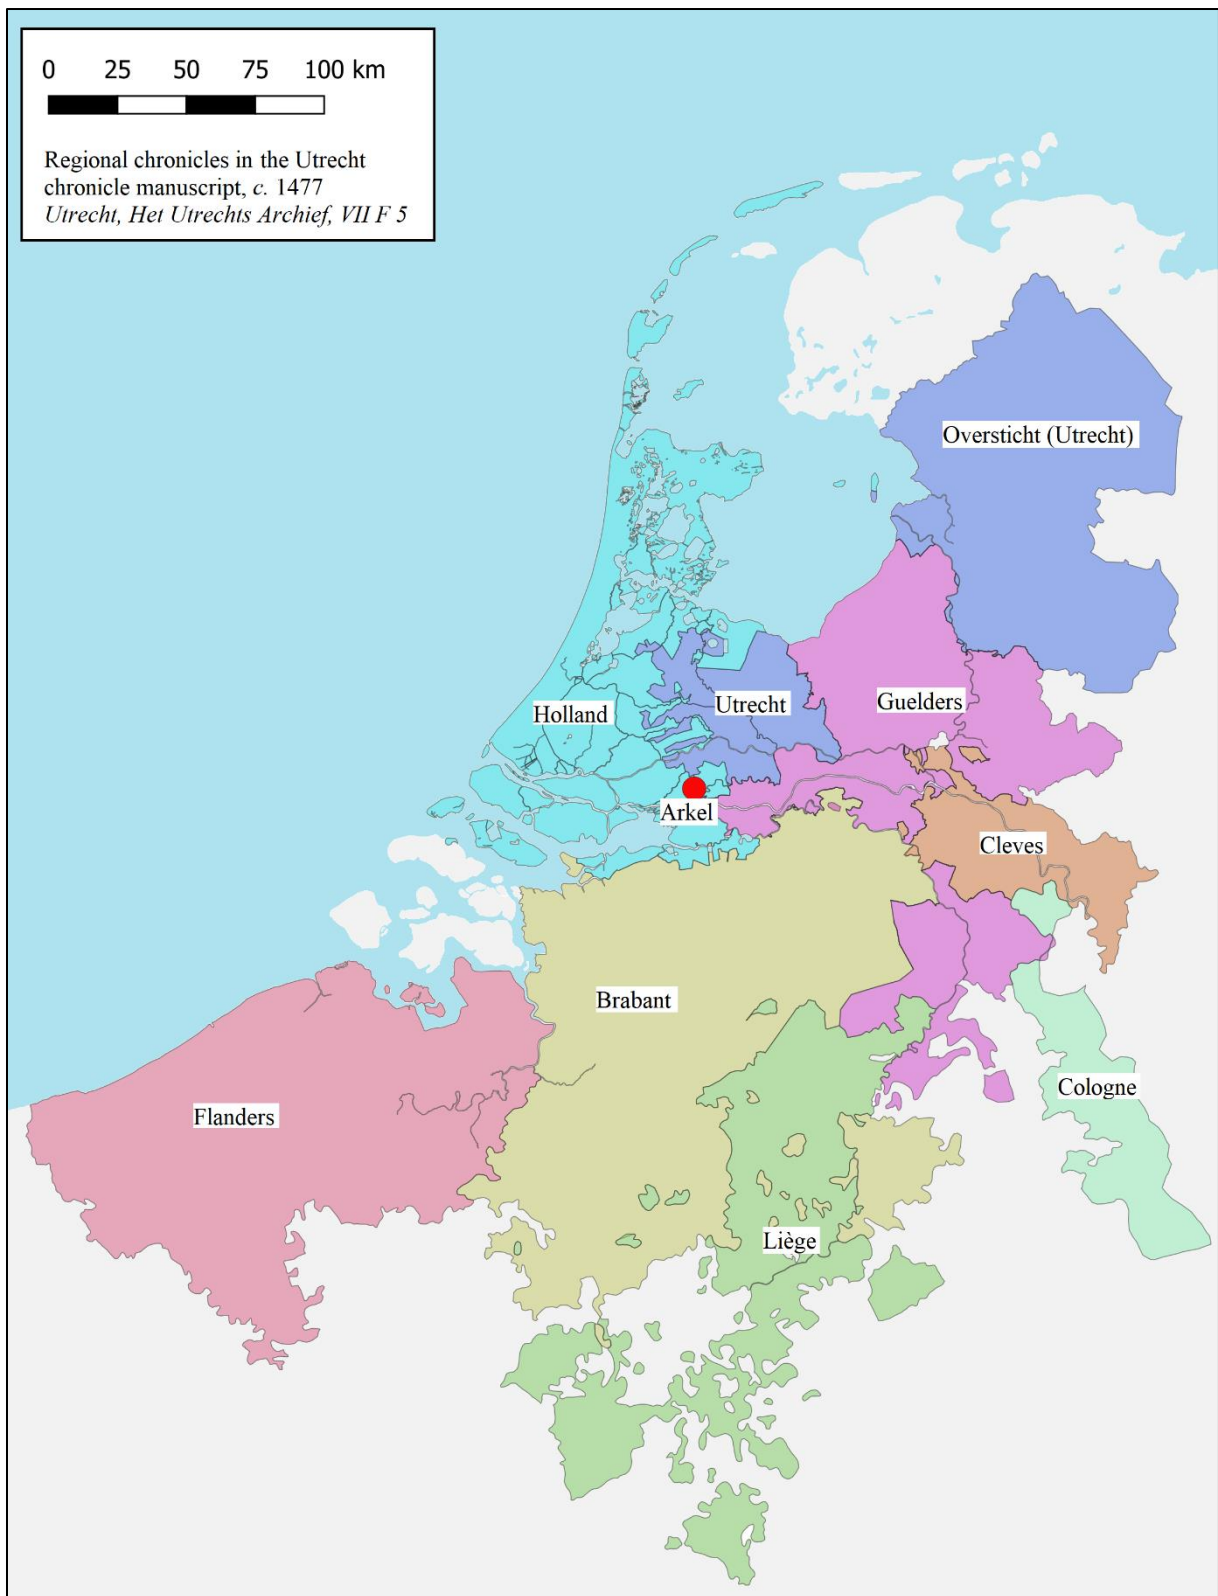 0 25 50 75 100 km
Regional chronicles in the Utrecht
chronicle manuscript, c. 1477
Utrecht, Het Utrechts Archief, VII F 5
Oversticht (Utrecht)
Holland
Utrecht
Guelders
Arkel
Cleves
Brabant
Cologne
Flanders
Liège